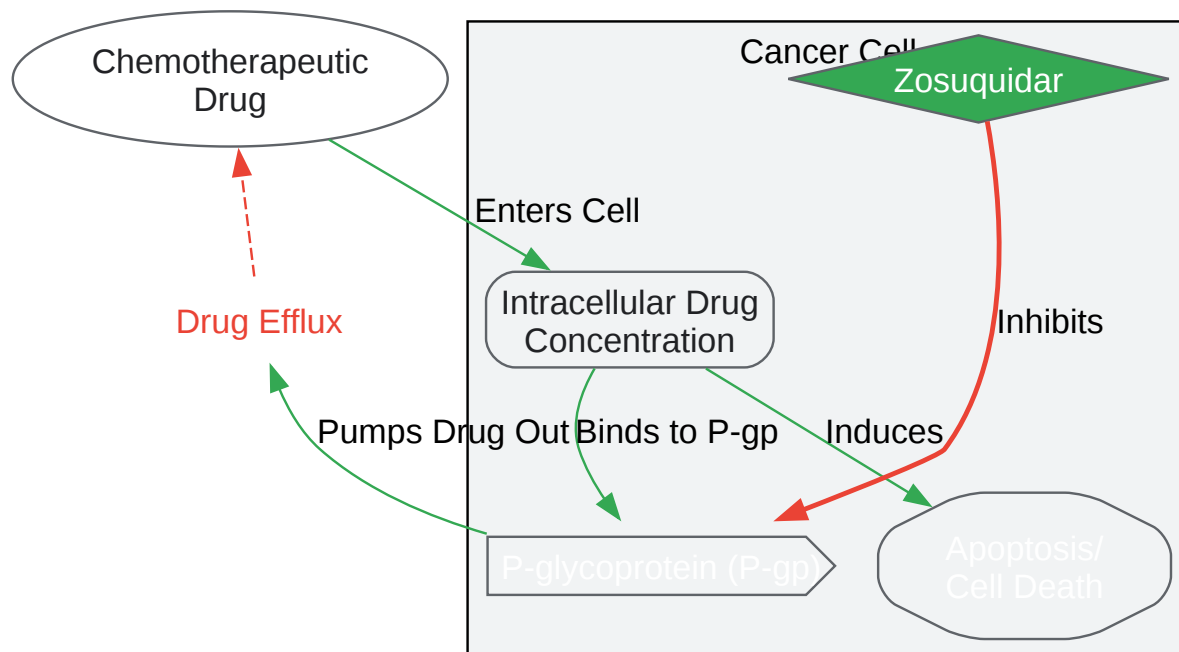 Chemotherapeutic
Drug
Cancer Cell
Zosuquidar
Enters Cell
Intracellular Drug
Concentration
Drug Efflux
Inhibits
Pumps Drug Out
Binds to P-gp
Induces
P-glycoprotein (P-gp)
Apoptosis/
Cell Death